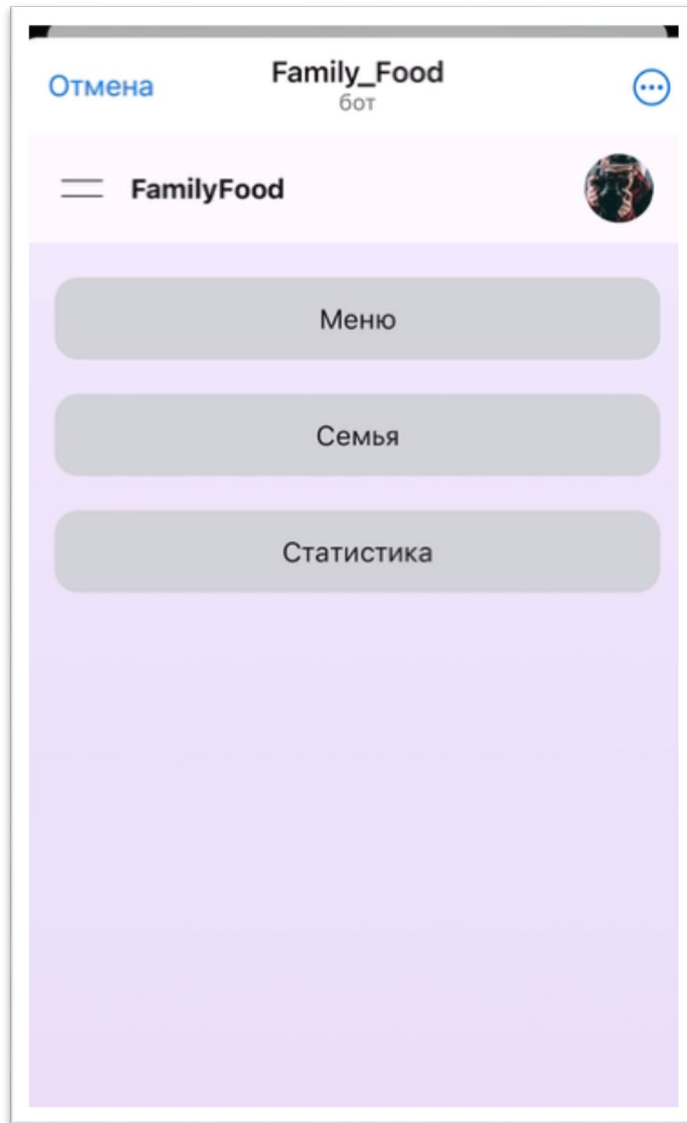 Отмена
Family_Food
бот
FamilyFood
Меню
Семья
Статистика